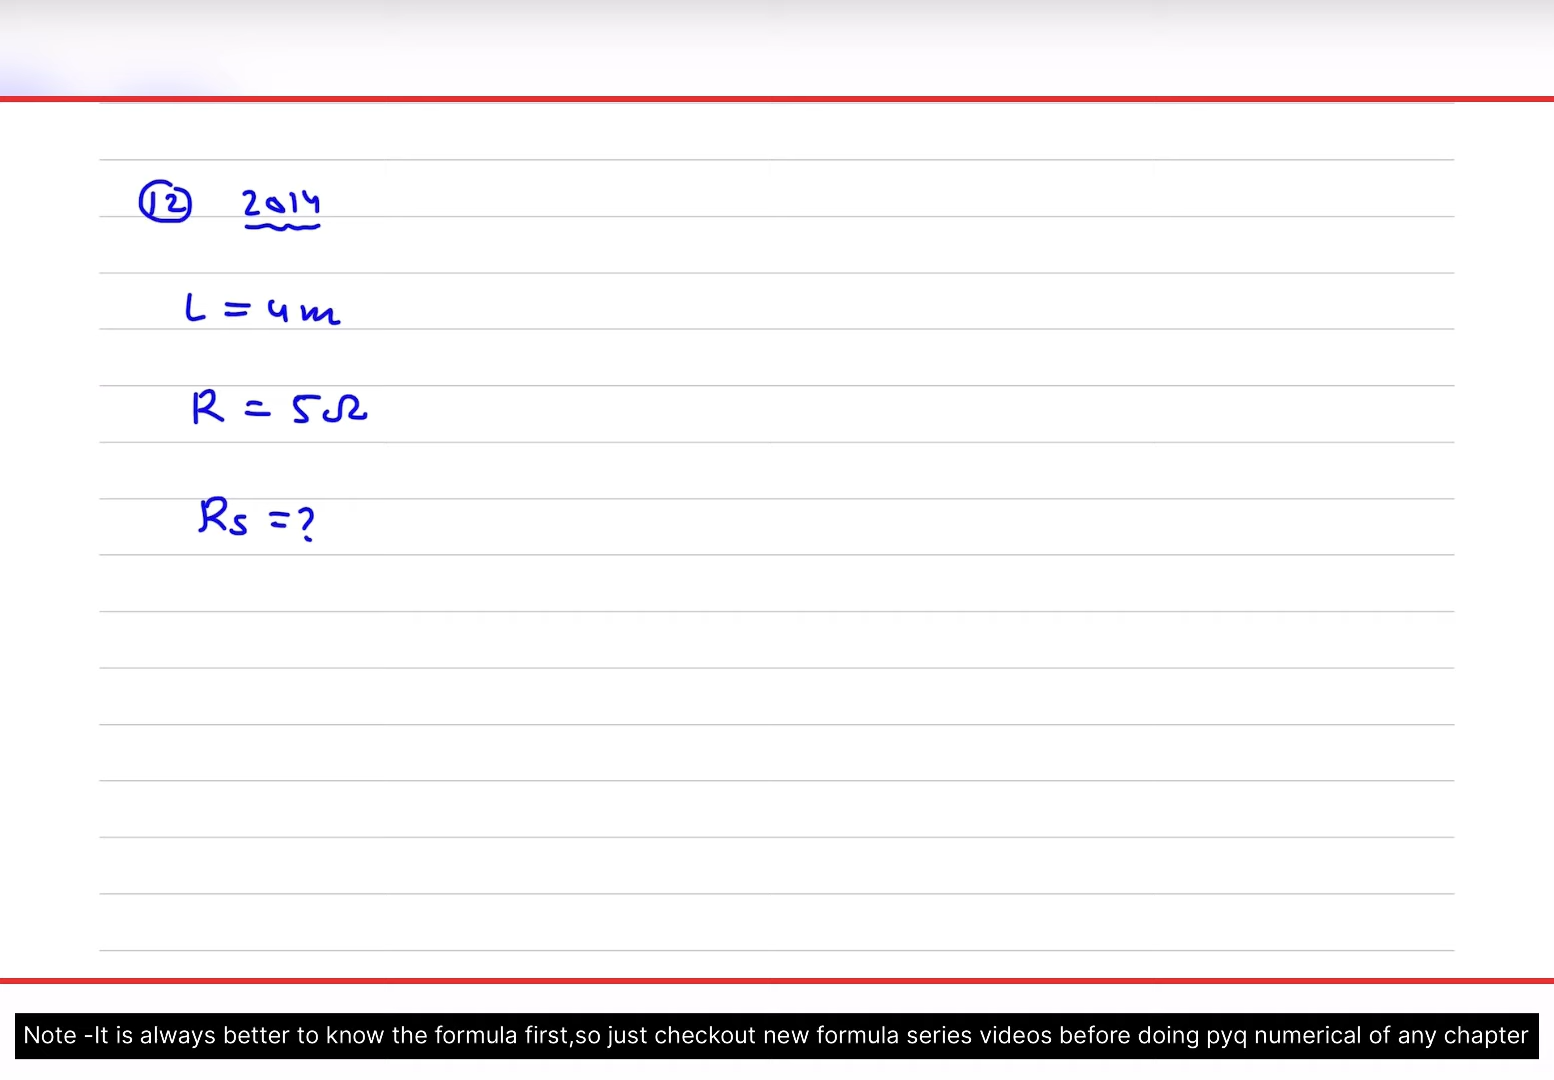 12 2014
L = 4m
R = 5Ω
Rs = ?
Note -It is always better to know the formula first,so just checkout new formula series videos before doing pyq numerical of any chapter